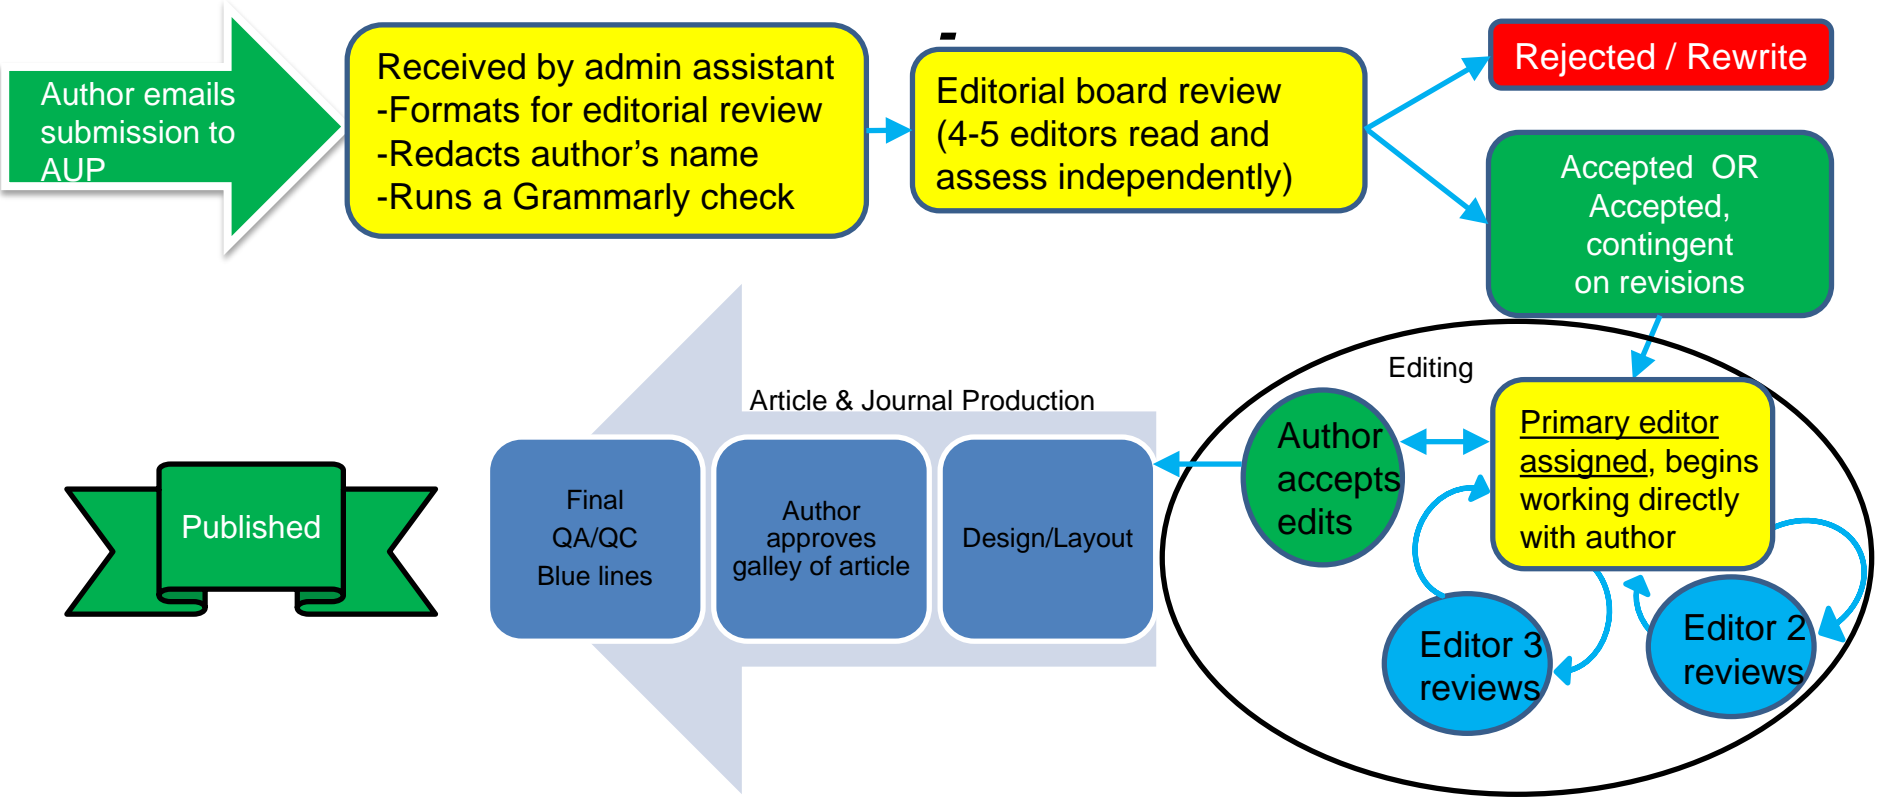 Author emails
submission to
AUP
Received by admin assistant
-Formats for editorial review
-Redacts author’s name
-Runs a Grammarly check
-
Editorial board review
(4-5 editors read and
assess independently)
Rejected / Rewrite
Accepted OR
Accepted,
contingent
on revisions
Editing
Primary editor
assigned, begins
working directly
with author
Editor 2
reviews
Editor 3
reviews
Author
accepts
edits
Article & Journal Production
Design/Layout
Author
approves
galley of article
Final
QA/QC
Blue lines
Published